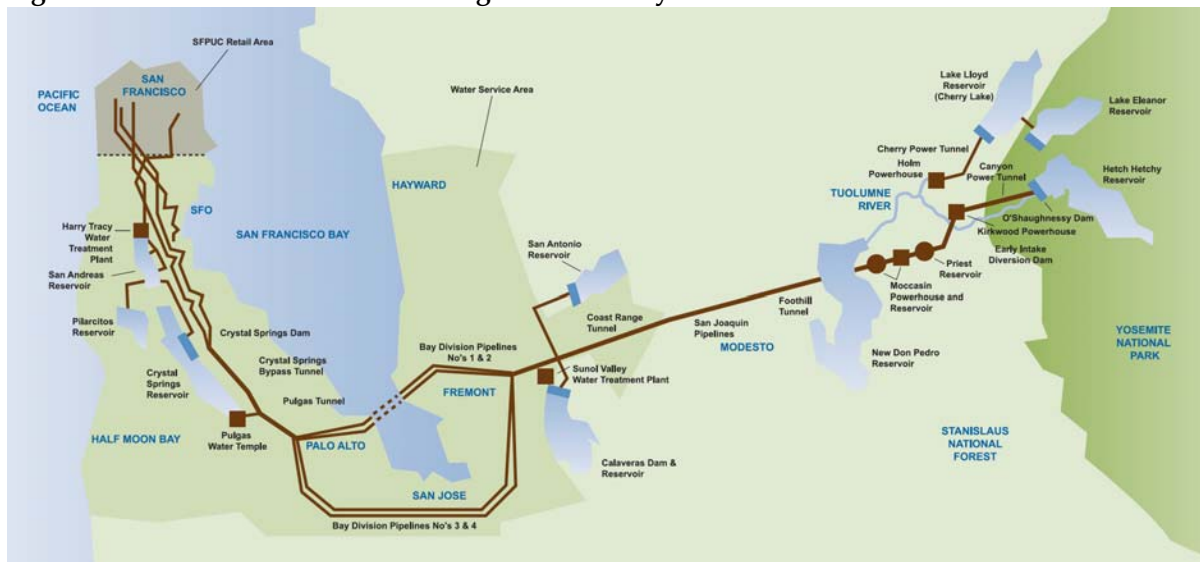 SFPUC Retail Area
PACIFIC
OCEAN
SAN
FRANCISCO
Water Service Area
Lake Lloyd
Reservoir
(Cherry Lake)
Lake Eleanor
Reservoir
Cherry Power Tunnel
Holm
Powerhouse
Canyon
Power Tunnel
Hetch Hetchy
Reservoir
HAYWARD
TUOLUMNE
RIVER
SFO
O'Shaughnessy Dam
Kirkwood Powerhouse
Harry Tracy
Water
Treatment
Plant
SAN FRANCISCO BAY
San Antonio
Reservoir
Early Intake
Diversion Dam
Priest
Reservoir
San Andreas
Reservoir
Moccasin
Powerhouse and
Reservoir
Pilarcitos
Reservoir
Foothill
Tunnel
Coast Range
Tunnel
San Joaquin
Pipelines
Crystal Springs Dam
MODESTO
YOSEMITE
NATIONAL
PARK
Bay Division Pipelines
No's 1 & 2
Crystal Springs
Bypass Tunnel
New Don Pedro
Reservoir
Crystal
Springs
Reservoir
Sunol Valley
Water Treatment Plant
FREMONT
Pulgas Tunnel
HALF MOON BAY
Pulgas
Water Temple
PALO ALTO
STANISLAUS
NATIONAL
FOREST
Calaveras Dam &
Reservoir
SAN JOSE
Bay Division Pipelines No's 3 & 4